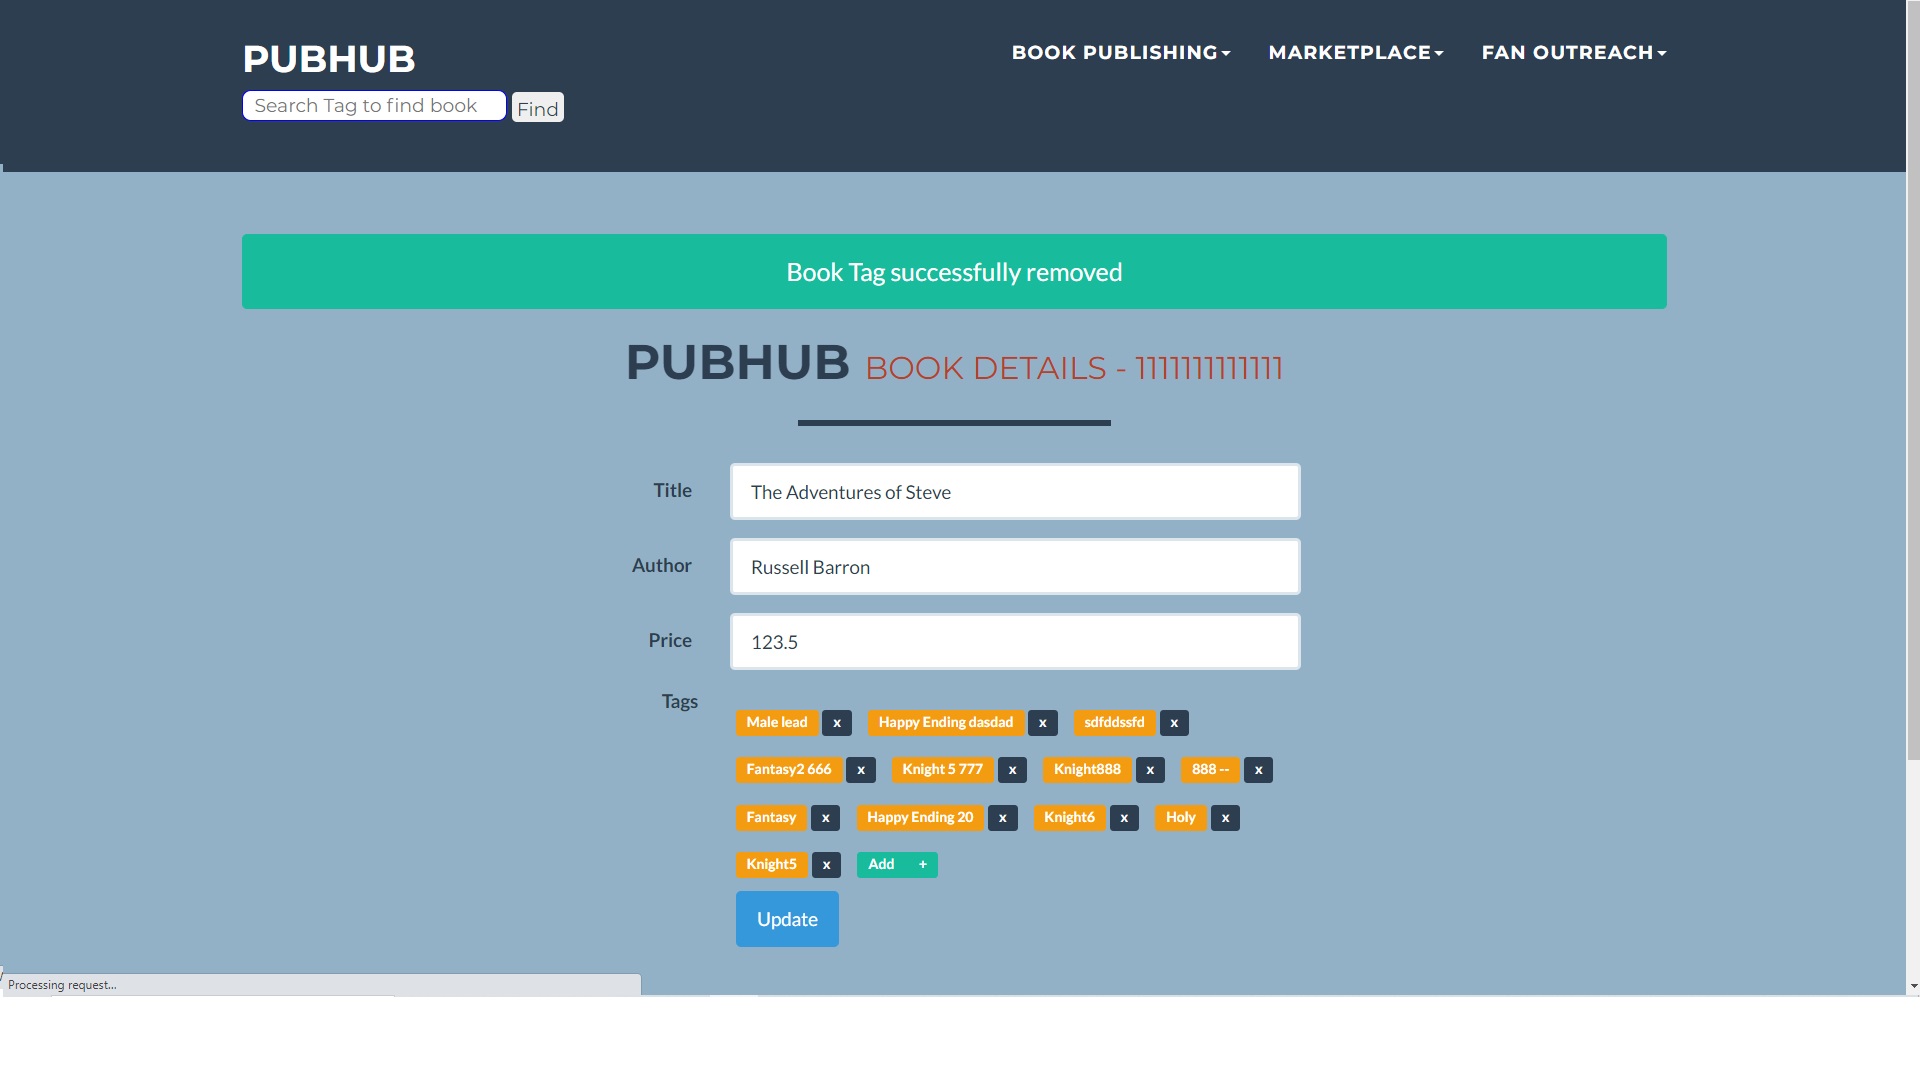 PUBHUB
BOOK PUBLISHING MARKETPLACE FAN OUTREACH
Search Tag to find book Find
Book Tag successfully removed
PUBHUB BOOK DETAILS - 1111111111111
Title The Adventures of Steve
Author Russell Barron
Price 123.5
Tags
Male lead x Happy Ending dasdad x sdfddssfd x
Fantasy2 666 x Knight 5 777 x Knight888 x 888 -- x
Fantasy x Happy Ending 20 x Knight6 x Holy x
Knight5 x Add +
Update
Processing request...